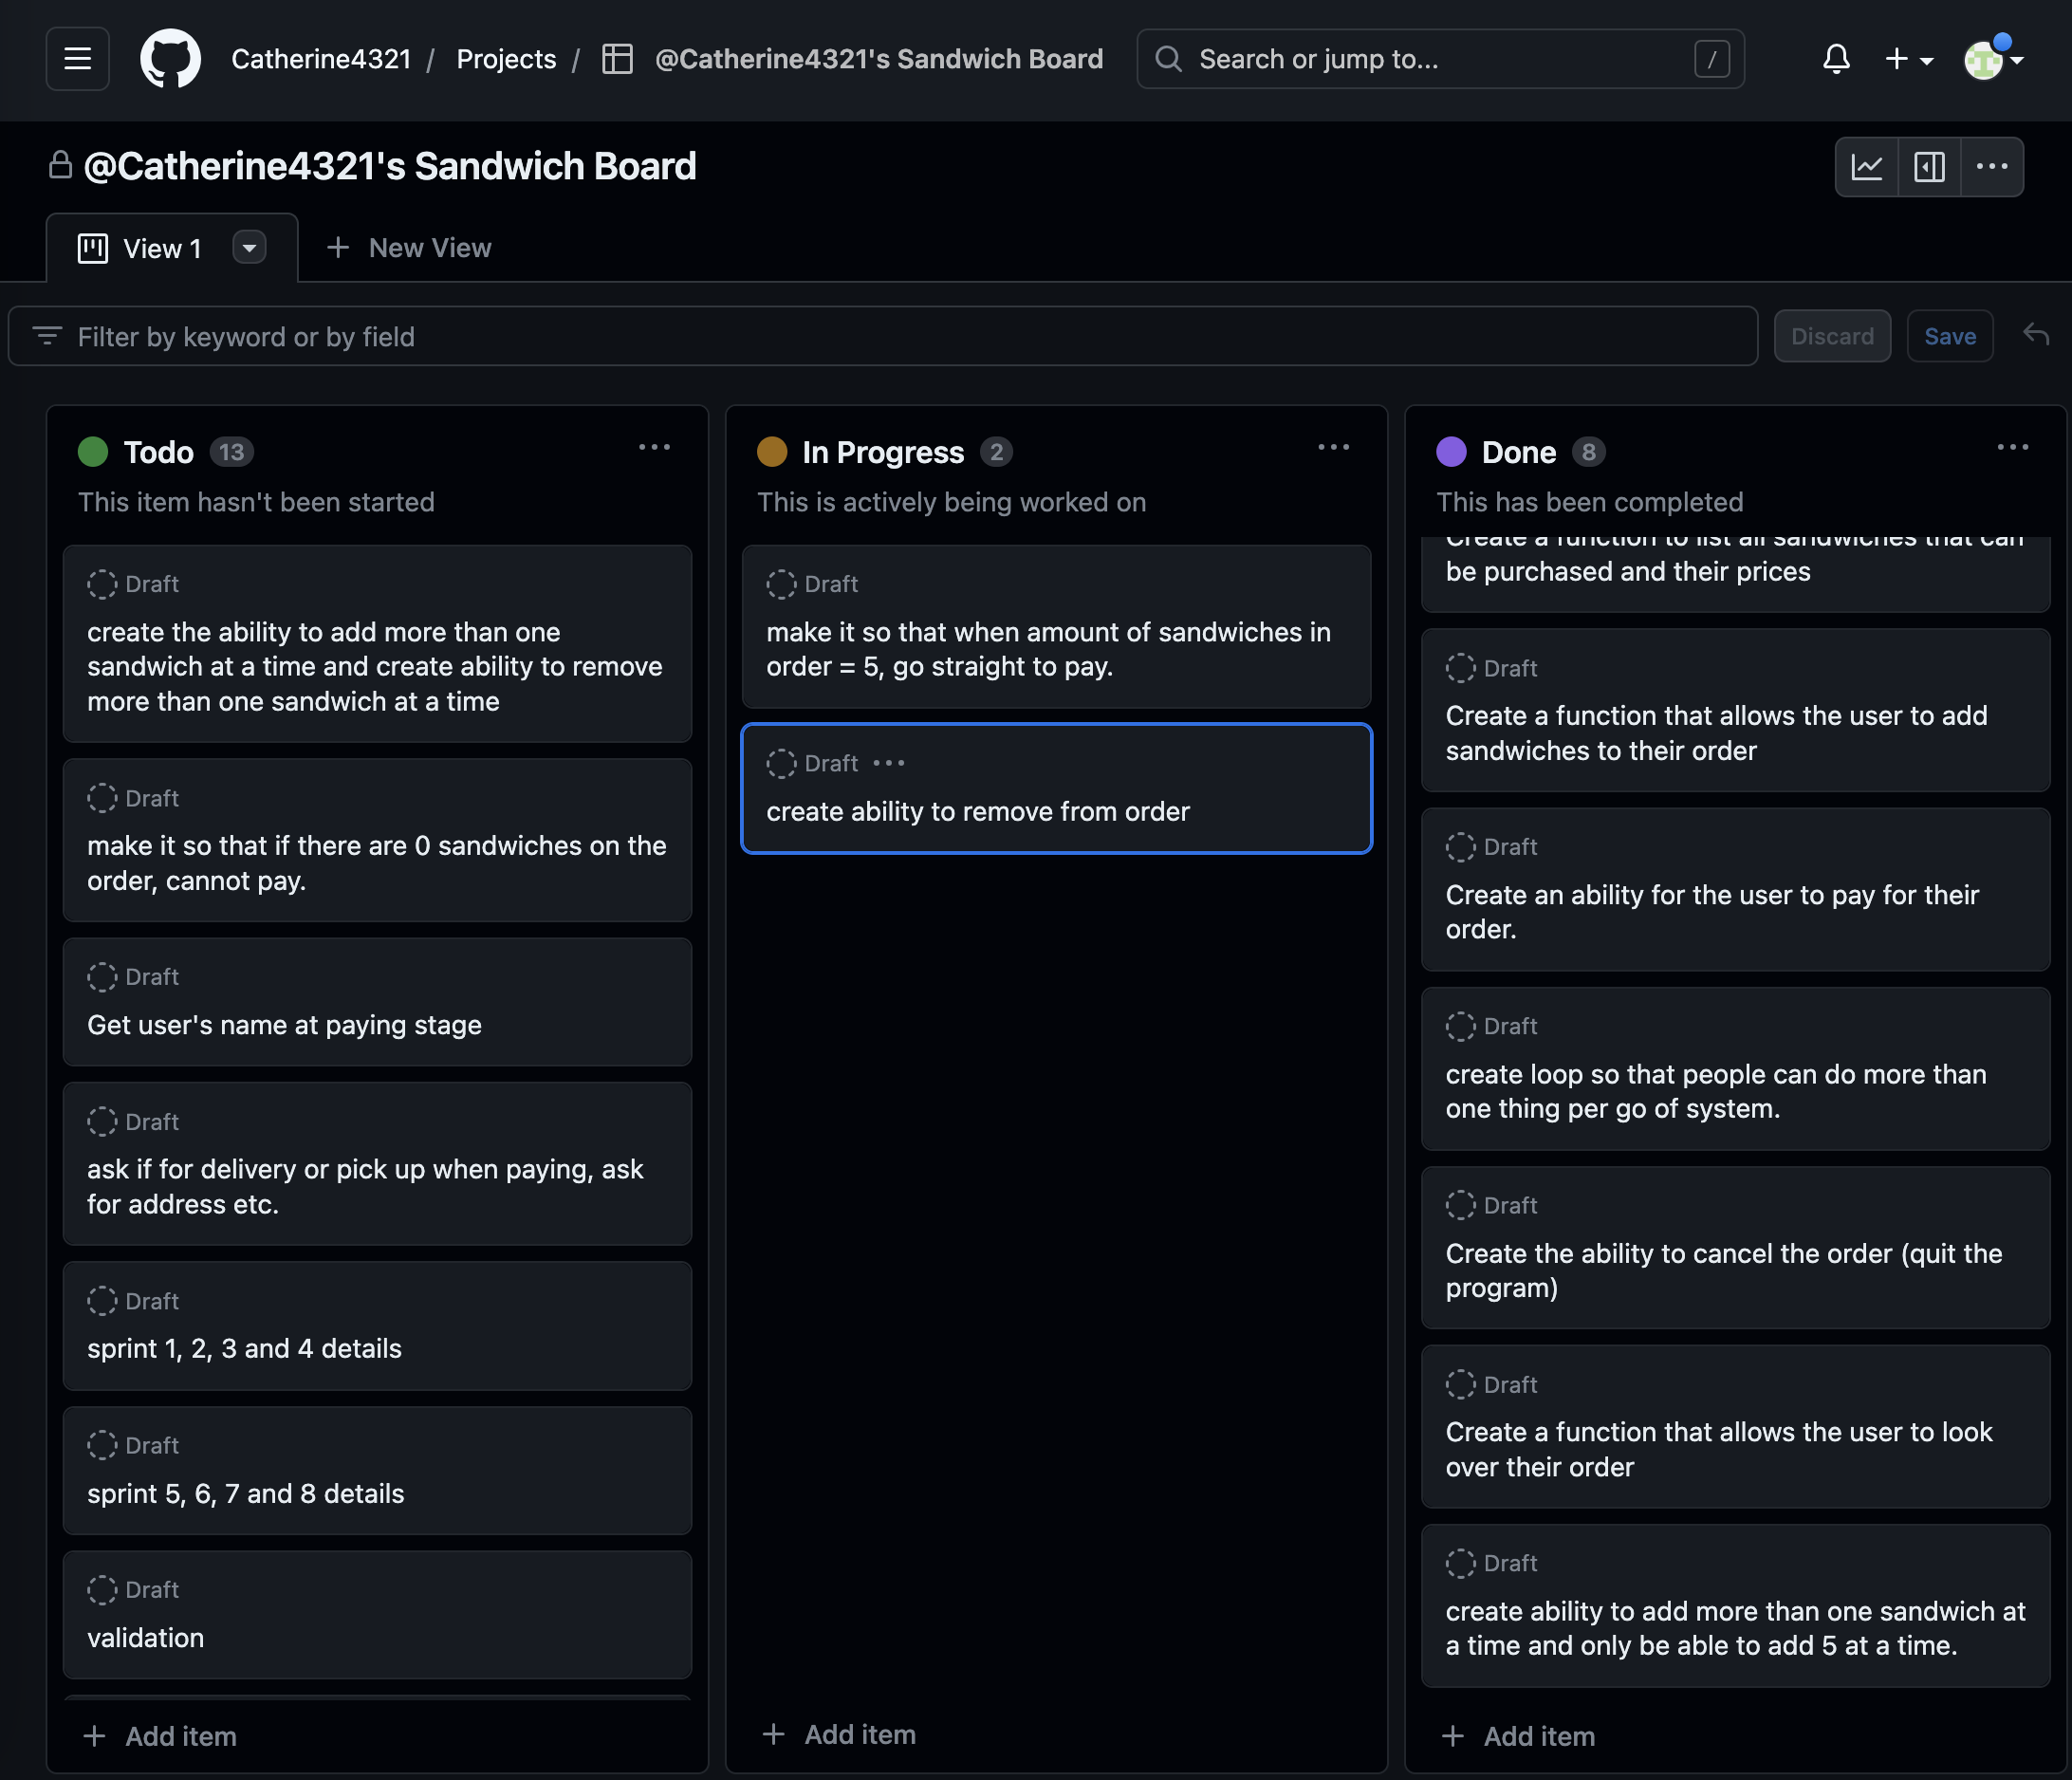 Catherine4321 / Projects / @Catherine4321's Sandwich Board
Search or jump to...
/
@Catherine4321's Sandwich Board
View 1
New View
Filter by keyword or by field
Discard
Save
Todo 13
This item hasn't been started
Draft
create the ability to add more than one
sandwich at a time and create ability to remove
more than one sandwich at a time
Draft
make it so that if there are 0 sandwiches on the
order, cannot pay.
Draft
Get user's name at paying stage
Draft
ask if for delivery or pick up when paying, ask
for address etc.
Draft
sprint 1, 2, 3 and 4 details
Draft
sprint 5, 6, 7 and 8 details
Draft
validation
Add item
In Progress 2
This is actively being worked on
Draft
make it so that when amount of sandwiches in
order = 5, go straight to pay.
Draft
create ability to remove from order
Add item
Done 8
This has been completed
Create a function to list all sandwiches that can
be purchased and their prices
Draft
Create a function that allows the user to add
sandwiches to their order
Draft
Create an ability for the user to pay for their
order.
Draft
create loop so that people can do more than
one thing per go of system.
Draft
Create the ability to cancel the order (quit the
program)
Draft
Create a function that allows the user to look
over their order
Draft
create ability to add more than one sandwich at
a time and only be able to add 5 at a time.
Add item